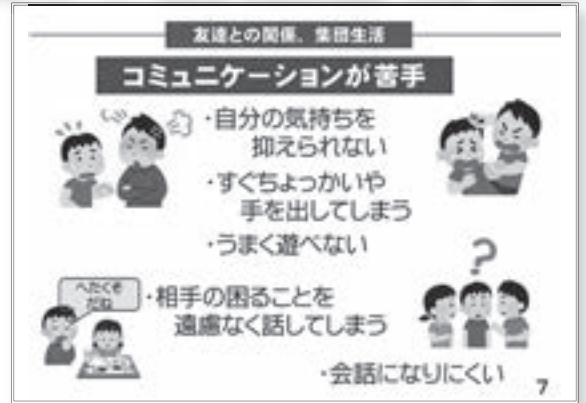 友達との関係、集団生活
コミュニケーションが苦手
・自分の気持ちを
抑えられない
・すぐちょっかいや
手を出してしまう
・うまく遊べない
へたくそ
だね
・相手の困ることを
遠慮なく話してしまう
?
・会話になりにくい
7